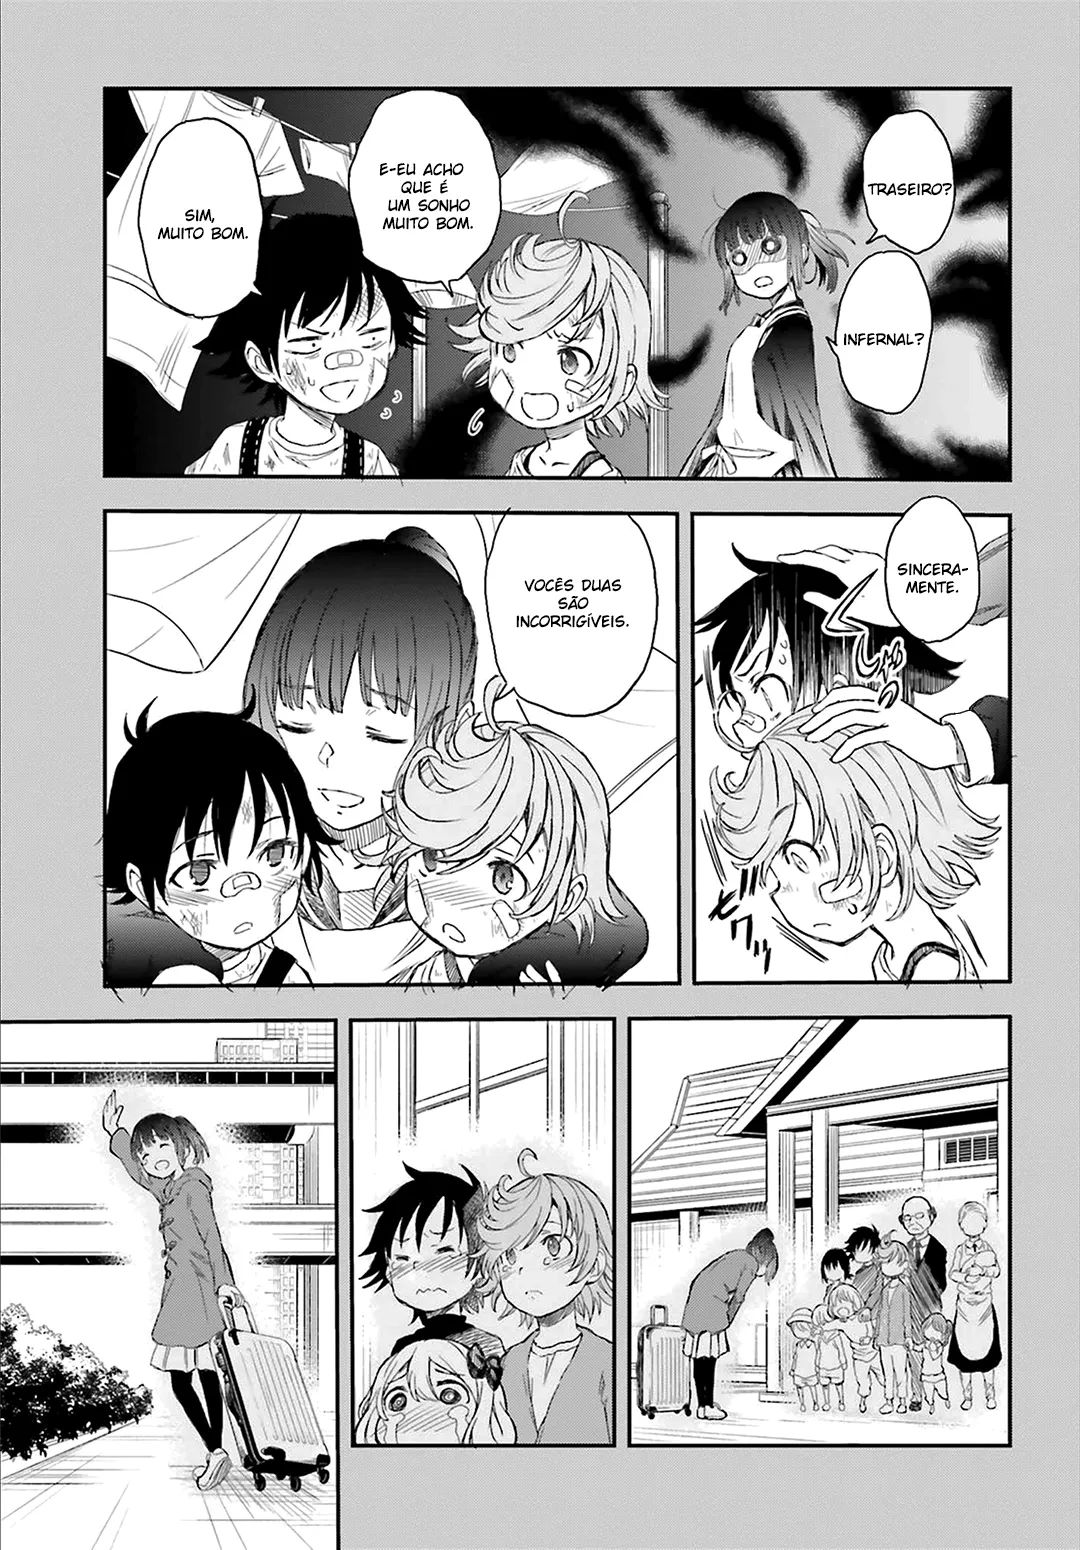 TRASEIRO?
INFERNAL?
E-EU ACHO
QUE É
UM SONHO
MUITO BOM.
SIM,
MUITO BOM.
SINCERA-
MENTE.
VOCÊS DUAS
SÃO
INCORRIGÍVEIS.